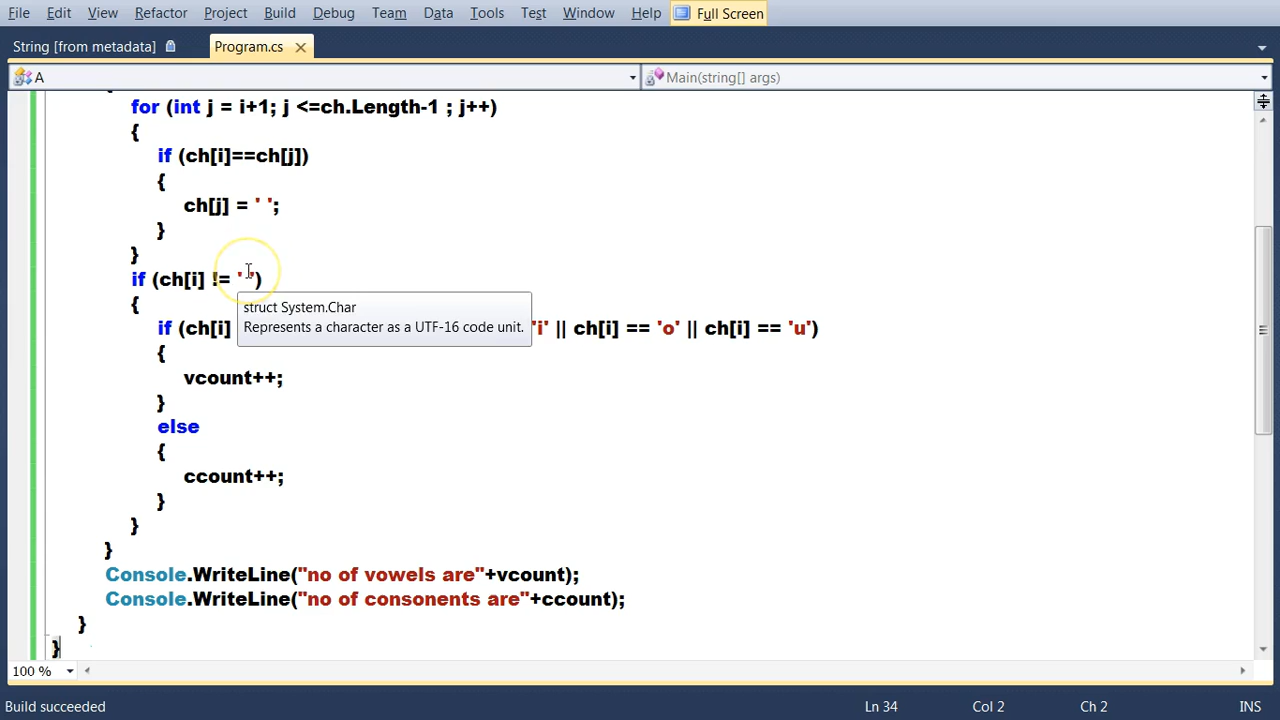 File Edit View Refactor Project Build Debug Team Data Tools Test Window Help Full Screen
String [from metadata] Program.cs
A Main(string[] args)
for (int j = i+1; j <=ch.Length-1 ; j++)
{
if (ch[i]==ch[j])
{
ch[j] = ' ';
}
}
if (ch[i] != ' ')
{
struct System.Char
Represents a character as a UTF-16 code unit.
if (ch[i] 'i' || ch[i] == 'o' || ch[i] == 'u')
{
vcount++;
}
else
{
ccount++;
}
}
}
Console.WriteLine("no of vowels are"+vcount);
Console.WriteLine("no of consonents are"+ccount);
}
}
100 %
Build succeeded Ln 34 Col 2 Ch 2 INS